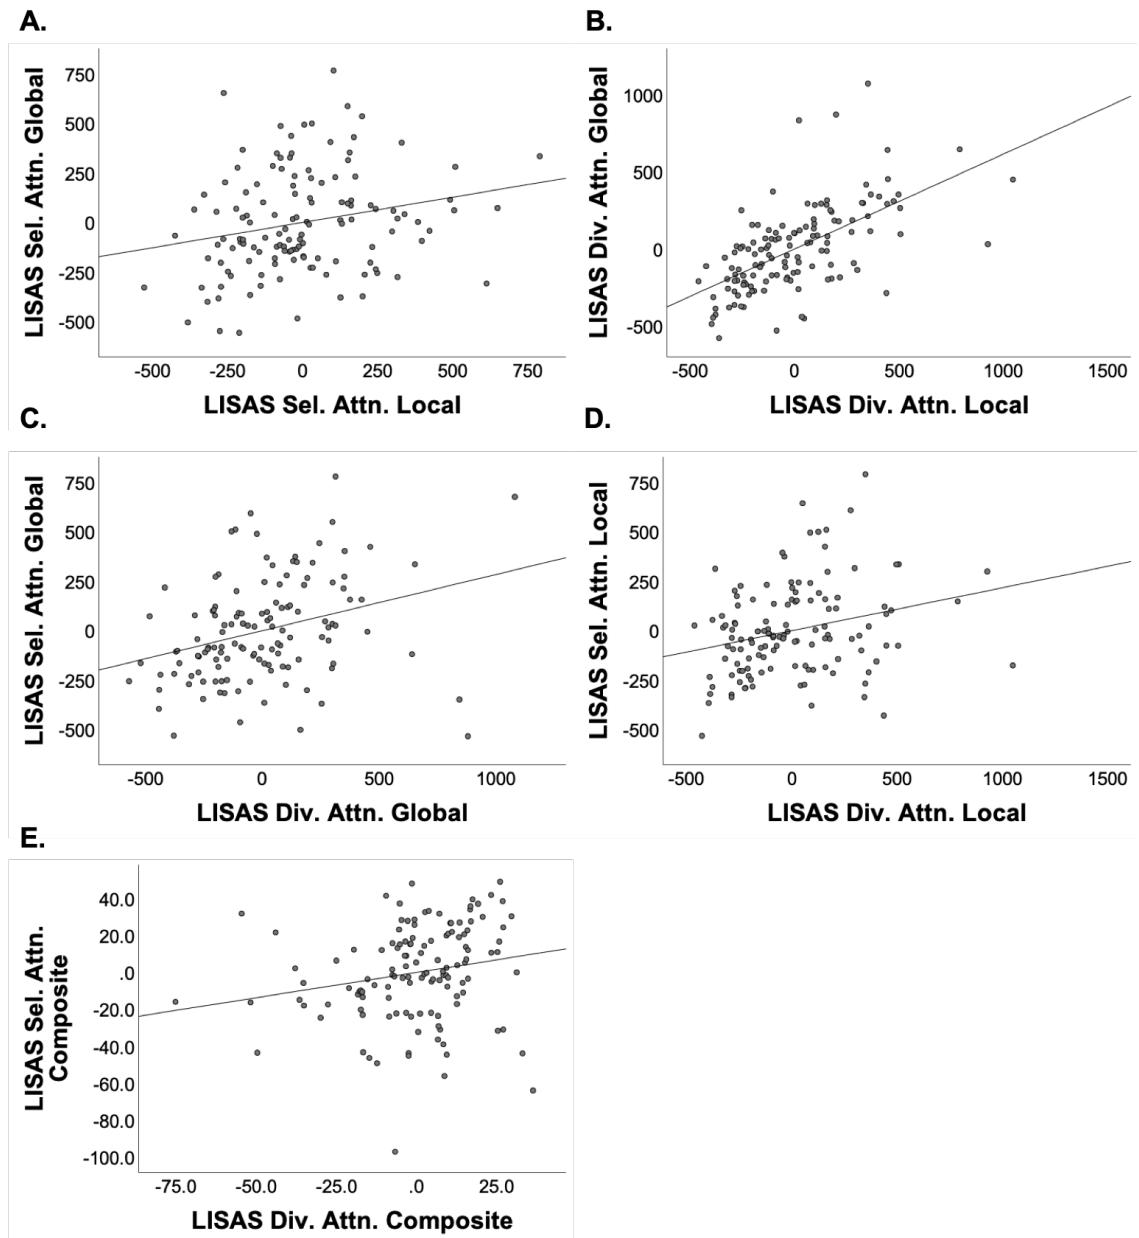 A.
B.
LISAS Sel. Attn. Global
750
500
250
0
-250
-500
-500 -250 0 250 500 750
LISAS Sel. Attn. Local
LISAS Div. Attn. Global
1000
500
0
-500
-500 0 500 1000 1500
LISAS Div. Attn. Local
C.
D.
LISAS Sel. Attn. Global
750
500
250
0
-250
-500
-500 0 500 1000
LISAS Div. Attn. Global
LISAS Sel. Attn. Local
750
500
250
0
-250
-500
-500 0 500 1000 1500
LISAS Div. Attn. Local
E.
LISAS Sel. Attn.
Composite
40.0
20.0
.0
-20.0
-40.0
-60.0
-80.0
-100.0
-75.0 -50.0 -25.0 .0 25.0
LISAS Div. Attn. Composite